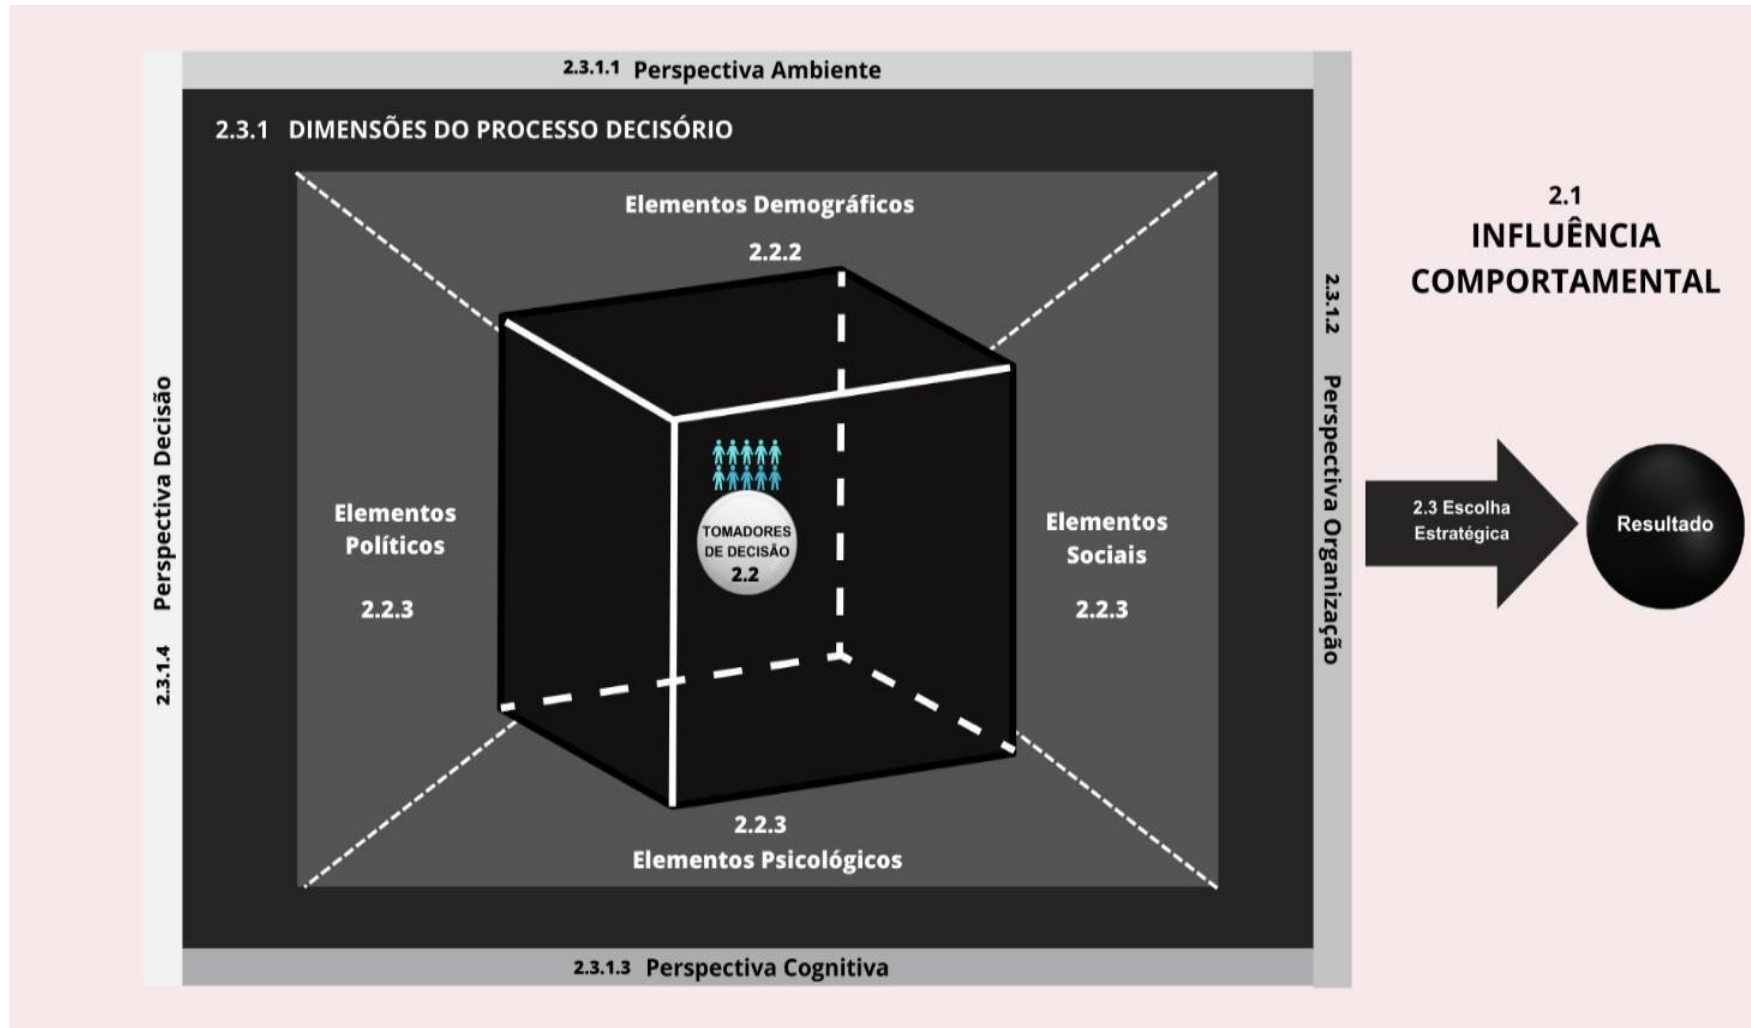 2.3.1.1 Perspectiva Ambiente
2.3.1 DIMENSÕES DO PROCESSO DECISÓRIO
Elementos Demográficos
2.2.2
2.3.1.4 Perspectiva Decisão
Elementos
Políticos
2.2.3
TOMADORES
DE DECISÃO
2.2
Elementos
Sociais
2.2.3
2.2.3
Elementos Psicológicos
2.3.1.2 Perspectiva Organização
2.3.1.3 Perspectiva Cognitiva
2.1
INFLUÊNCIA
COMPORTAMENTAL
2.3 Escolha
Estratégica
Resultado